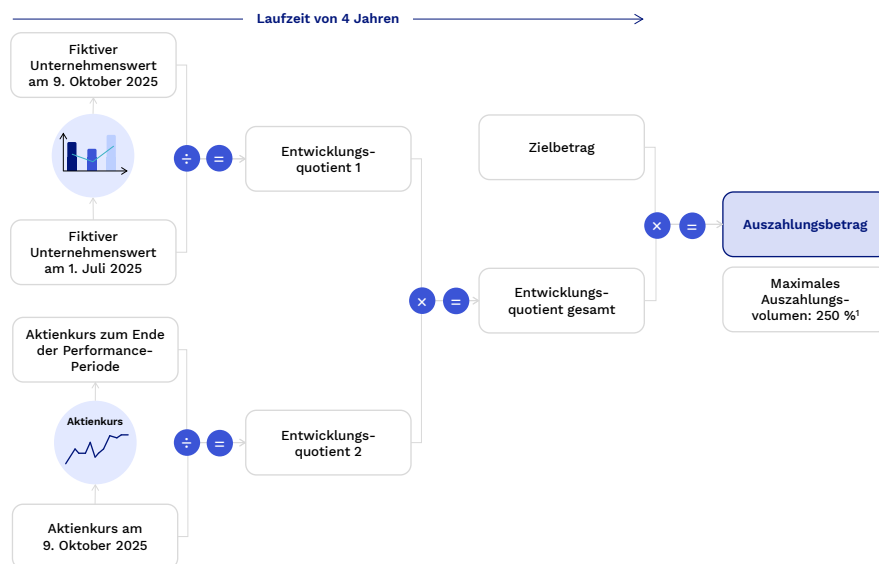 Laufzeit von 4 Jahren
Fiktiver
Unternehmenswert
am 9. Oktober 2025
÷
=
Fiktiver
Unternehmenswert
am 1. Juli 2025
Entwicklungs-
quotient 1
Aktienkurs zum Ende
der Performance-
Periode
Aktienkurs
÷
=
Aktienkurs am
9. Oktober 2025
Entwicklungs-
quotient 2
×
=
Zielbetrag
Entwicklungs-
quotient gesamt
×
=
Auszahlungsbetrag
Maximales
Auszahlungs-
volumen: 250 %¹